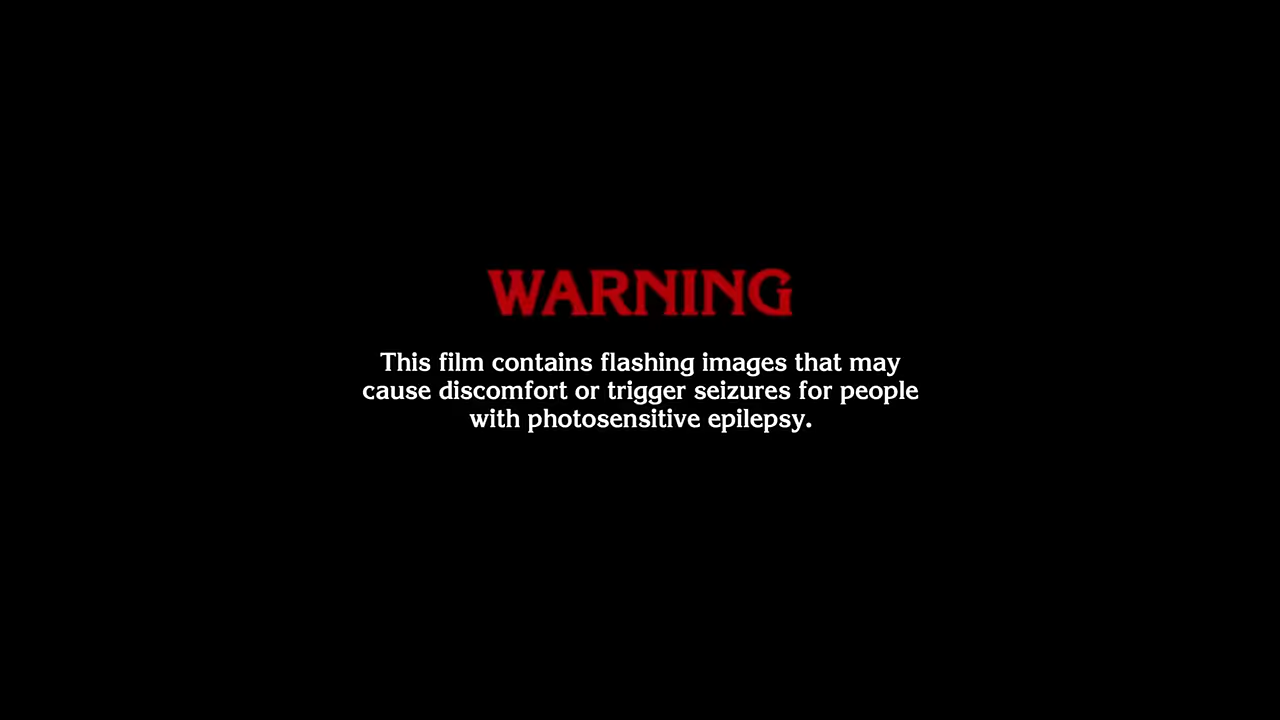 WARNING
This film contains flashing images that may
cause discomfort or trigger seizures for people
with photosensitive epilepsy.